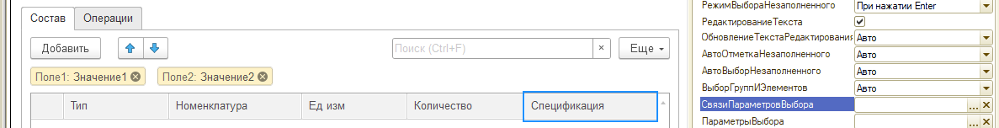 Состав Операции
Добавить Поиск (Ctrl+F) × Еще
Поле1: Значение1 Поле2: Значение2
Тип Номенклатура Ед изм Количество Спецификация
РежимВыбораНезаполненного При нажатии Enter
РедактированиеТекста
ОбновлениеТекстаРедактирования Авто
АвтоОтметкаНезаполненного Авто
АвтоВыборНезаполненного Авто
ВыборГруппИЭлементов Авто
СвязиПараметровВыбора ... ×
ПараметрыВыбора ... ×